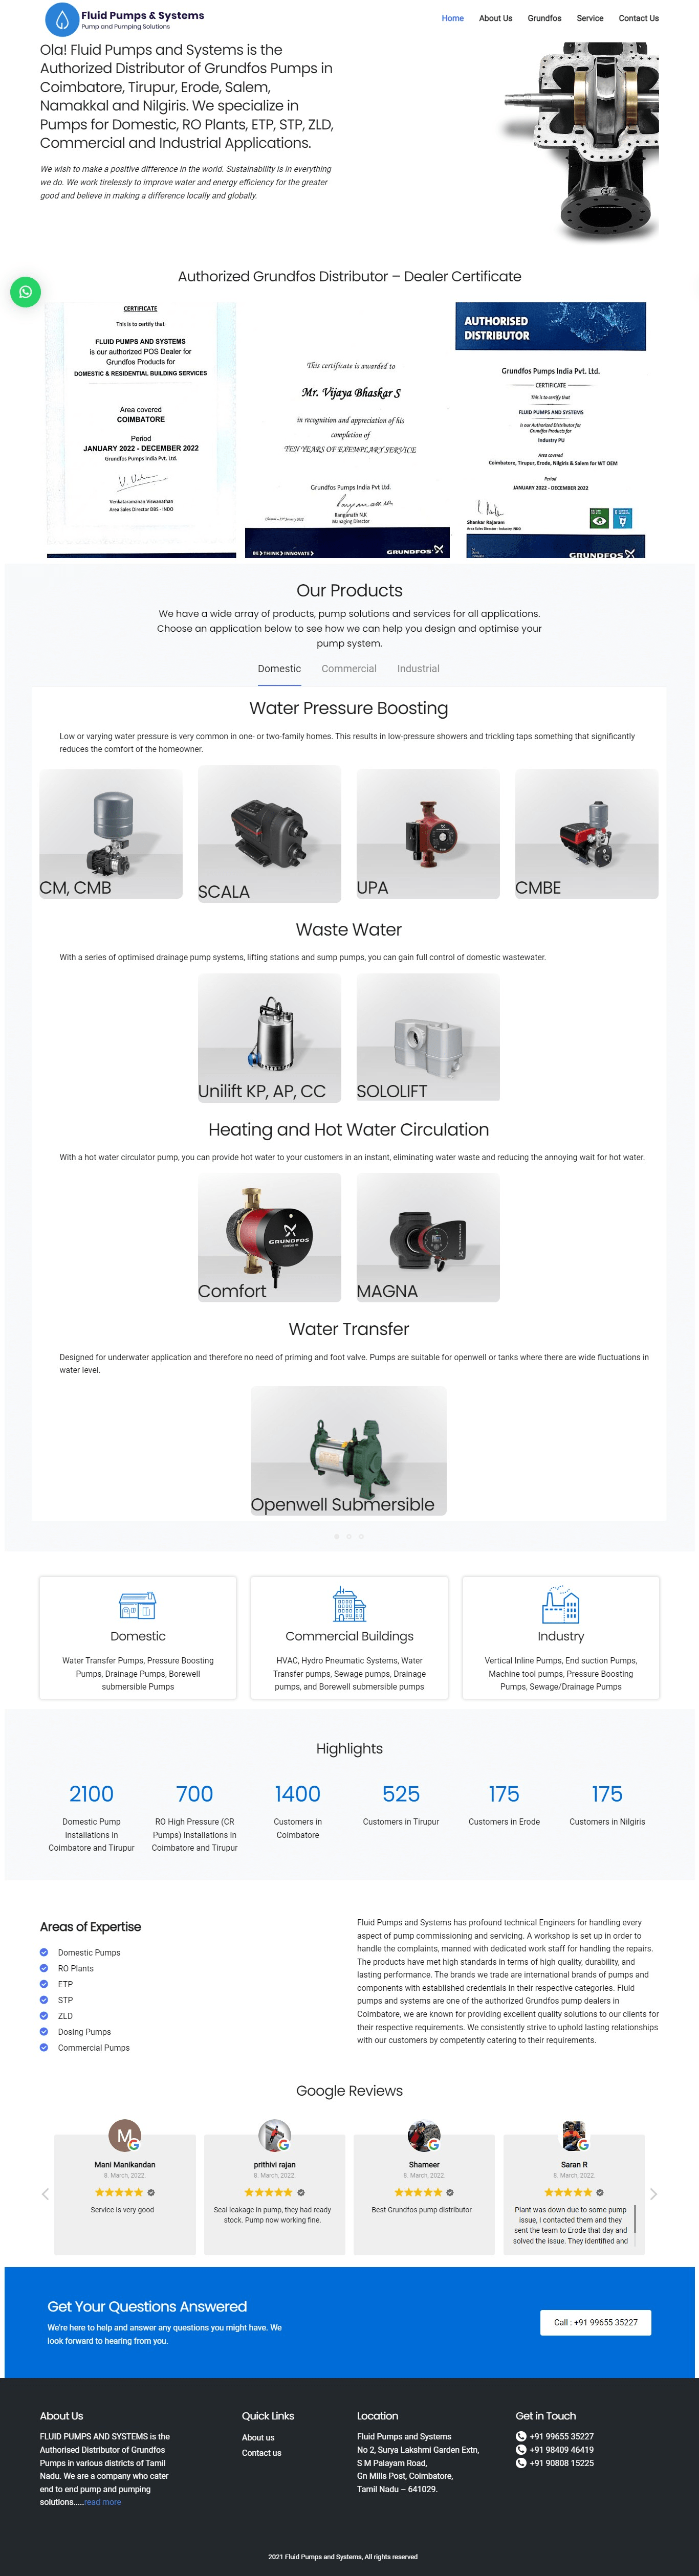 Fluid Pumps & Systems
Pump and Pumping Solutions
Home
About Us
Grundfos
Service
Contact Us
Ola! Fluid Pumps and Systems is the
Authorized Distributor of Grundfos Pumps in
Coimbatore, Tirupur, Erode, Salem,
Namakkal and Nilgiris. We specialize in
Pumps for Domestic, RO Plants, ETP, STP, ZLD,
Commercial and Industrial Applications.
We wish to make a positive difference in the world. Sustainability is in everything
we do. We work tirelessly to improve water and energy efficiency for the greater
good and believe in making a difference locally and globally.
Authorized Grundfos Distributor – Dealer Certificate
CERTIFICATE
This is to certify that
FLUID PUMPS AND SYSTEMS
is our authorized POS Dealer for
Grundfos Products for
DOMESTIC & RESIDENTIAL BUILDING SERVICES
Area covered
COIMBATORE
Period
JANUARY 2022 - DECEMBER 2022
Grundfos Pumps India Pvt. Ltd.
Venkataramanan Viswanathan
Area Sales Director DBS - INDO
This certificate is awarded to
Mr. Vijaya Bhaskar S
in recognition and appreciation of his
completion of
TEN YEARS OF EXEMPLARY SERVICE
Grundfos Pumps India Pvt Ltd.
Ranganath N K
Managing Director
Chennai – 27th January 2022
BE > THINK > INNOVATE >
GRUNDFOS
AUTHORISED
DISTRIBUTOR
Grundfos Pumps India Pvt. Ltd.
CERTIFICATE
This is to certify that
FLUID PUMPS AND SYSTEMS
is our Authorised Distributor for
Grundfos Products for
Industry PU
Area covered
Coimbatore, Tirupur, Erode, Nilgiris & Salem for WT OEM
Period
JANUARY 2022 - DECEMBER 2022
Shankar Rajaram
Area Sales Director - Industry INDO
GRUNDFOS
Our Products
We have a wide array of products, pump solutions and services for all applications.
Choose an application below to see how we can help you design and optimise your
pump system.
Domestic
Commercial
Industrial
Water Pressure Boosting
Low or varying water pressure is very common in one- or two-family homes. This results in low-pressure showers and trickling taps something that significantly
reduces the comfort of the homeowner.
CM, CMB
SCALA
UPA
CMBE
Waste Water
With a series of optimised drainage pump systems, lifting stations and sump pumps, you can gain full control of domestic wastewater.
Unilift KP, AP, CC
SOLOLIFT
Heating and Hot Water Circulation
With a hot water circulator pump, you can provide hot water to your customers in an instant, eliminating water waste and reducing the annoying wait for hot water.
GRUNDFOS
Comfort
MAGNA
Water Transfer
Designed for underwater application and therefore no need of priming and foot valve. Pumps are suitable for openwell or tanks where there are wide fluctuations in
water level.
Openwell Submersible
Domestic
Water Transfer Pumps, Pressure Boosting
Pumps, Drainage Pumps, Borewell
submersible Pumps
Commercial Buildings
HVAC, Hydro Pneumatic Systems, Water
Transfer pumps, Sewage pumps, Drainage
pumps, and Borewell submersible pumps
Industry
Vertical Inline Pumps, End suction Pumps,
Machine tool pumps, Pressure Boosting
Pumps, Sewage/Drainage Pumps
Highlights
2100
Domestic Pump
Installations in
Coimbatore and Tirupur
700
RO High Pressure (CR
Pumps) Installations in
Coimbatore and Tirupur
1400
Customers in
Coimbatore
525
Customers in Tirupur
175
Customers in Erode
175
Customers in Nilgiris
Areas of Expertise
Domestic Pumps
RO Plants
ETP
STP
ZLD
Dosing Pumps
Commercial Pumps
Fluid Pumps and Systems has profound technical Engineers for handling every
aspect of pump commissioning and servicing. A workshop is set up in order to
handle the complaints, manned with dedicated work staff for handling the repairs.
The products have met high standards in terms of high quality, durability, and
lasting performance. The brands we trade are international brands of pumps and
components with established credentials in their respective categories. Fluid
pumps and systems are one of the authorized Grundfos pump dealers in
Coimbatore, we are known for providing excellent quality solutions to our clients for
their respective requirements. We consistently strive to uphold lasting relationships
with our customers by competently catering to their requirements.
Google Reviews
M
Mani Manikandan
8. March, 2022.
Service is very good
prithivi rajan
8. March, 2022.
Seal leakage in pump, they had ready
stock. Pump now working fine.
Shameer
8. March, 2022.
Best Grundfos pump distributor
Saran R
8. March, 2022.
Plant was down due to some pump
issue, I contacted them and they
sent the team to Erode that day and
solved the issue. They identified and
Get Your Questions Answered
We're here to help and answer any questions you might have. We
look forward to hearing from you.
Call : +91 99655 35227
About Us
FLUID PUMPS AND SYSTEMS is the
Authorised Distributor of Grundfos
Pumps in various districts of Tamil
Nadu. We are a company who cater
end to end pump and pumping
solutions.....read more
Quick Links
About us
Contact us
Location
Fluid Pumps and Systems
No 2, Surya Lakshmi Garden Extn,
S M Palayam Road,
Gn Mills Post, Coimbatore,
Tamil Nadu – 641029.
Get in Touch
+91 99655 35227
+91 98409 46419
+91 90808 15225
2021 Fluid Pumps and Systems, All rights reserved